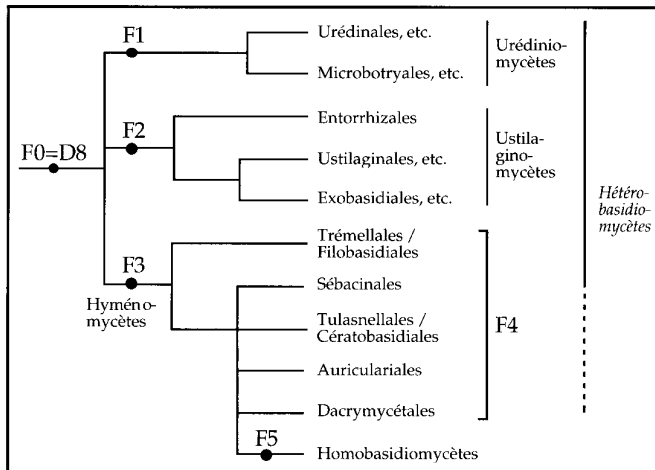 F1
Urédinales, etc.
Microbotryales, etc.
Urédinio-
mycètes
F0=D8
F2
Entorrhizales
Ustilaginales, etc.
Exobasidiales, etc.
Ustila-
gino-
mycètes
Hétéro-
basidio-
mycètes
F3
Hyméno-
mycètes
Trémellales /
Filobasidiales
Sébacinales
Tulasnellales /
Cératobasidiales
Auriculariales
Dacrymycétales
F4
F5
Homobasidiomycètes